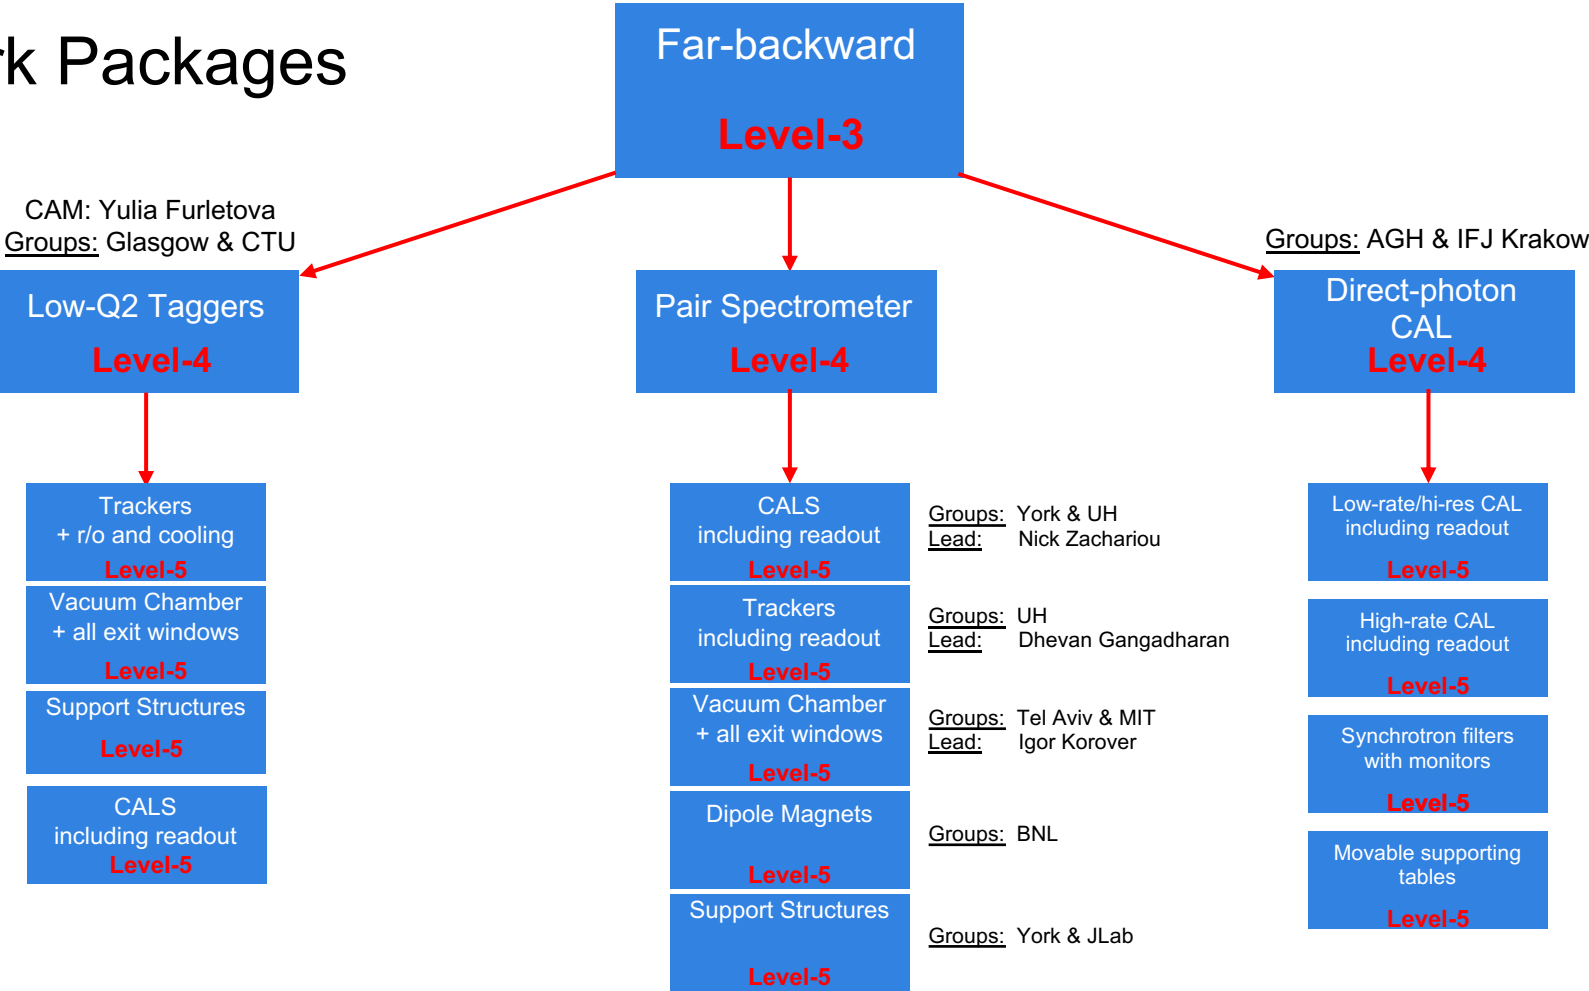 rk Packages
Far-backward
Level-3
CAM: Yulia Furletova
Groups: Glasgow & CTU
Groups: AGH & IFJ Krakow
Low-Q2 Taggers
Level-4
Pair Spectrometer
Level-4
Direct-photon
CAL
Level-4
Trackers
+ r/o and cooling
Level-5
Vacuum Chamber
+ all exit windows
Level-5
Support Structures
Level-5
CALS
including readout
Level-5
CALS
including readout
Level-5
Groups: York & UH
Lead: Nick Zachariou
Trackers
including readout
Level-5
Groups: UH
Lead: Dhevan Gangadharan
Vacuum Chamber
+ all exit windows
Level-5
Groups: Tel Aviv & MIT
Lead: Igor Korover
Dipole Magnets
Level-5
Groups: BNL
Support Structures
Level-5
Groups: York & JLab
Low-rate/hi-res CAL
including readout
Level-5
High-rate CAL
including readout
Level-5
Synchrotron filters
with monitors
Level-5
Movable supporting
tables
Level-5